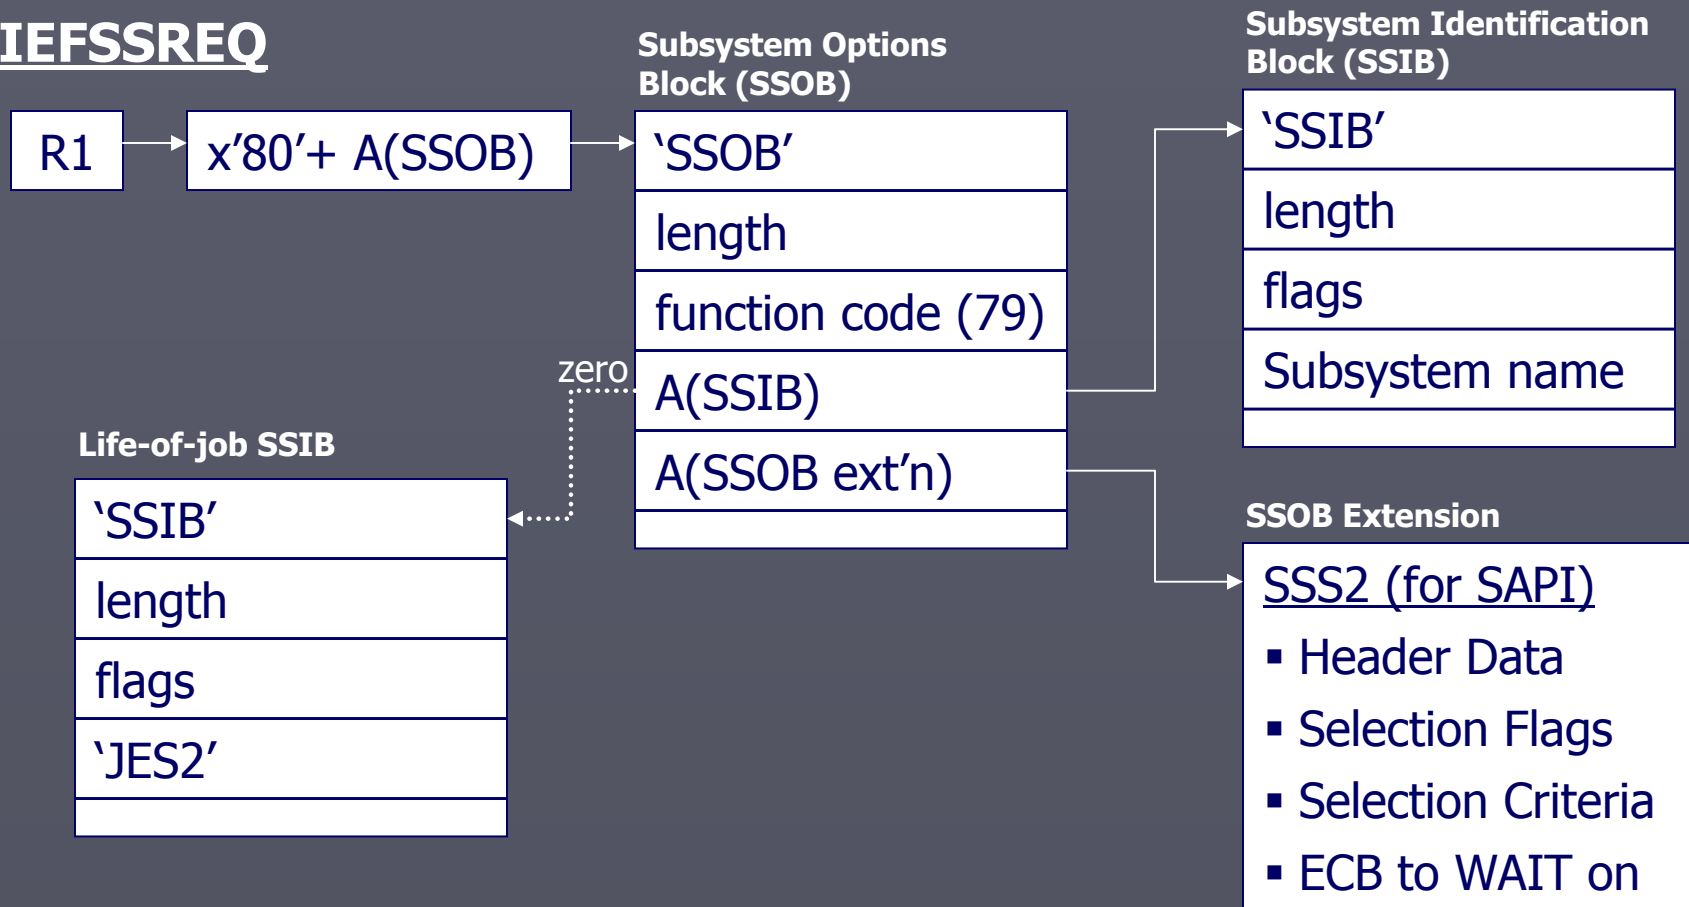 IEFSSREQ
R1
x’80’+ A(SSOB)
Subsystem Options
Block (SSOB)
‘SSOB’
length
function code (79)
A(SSIB)
A(SSOB ext’n)
zero
Subsystem Identification
Block (SSIB)
‘SSIB’
length
flags
Subsystem name
Life-of-job SSIB
‘SSIB’
length
flags
‘JES2’
SSOB Extension
SSS2 (for SAPI)
▪ Header Data
▪ Selection Flags
▪ Selection Criteria
▪ ECB to WAIT on